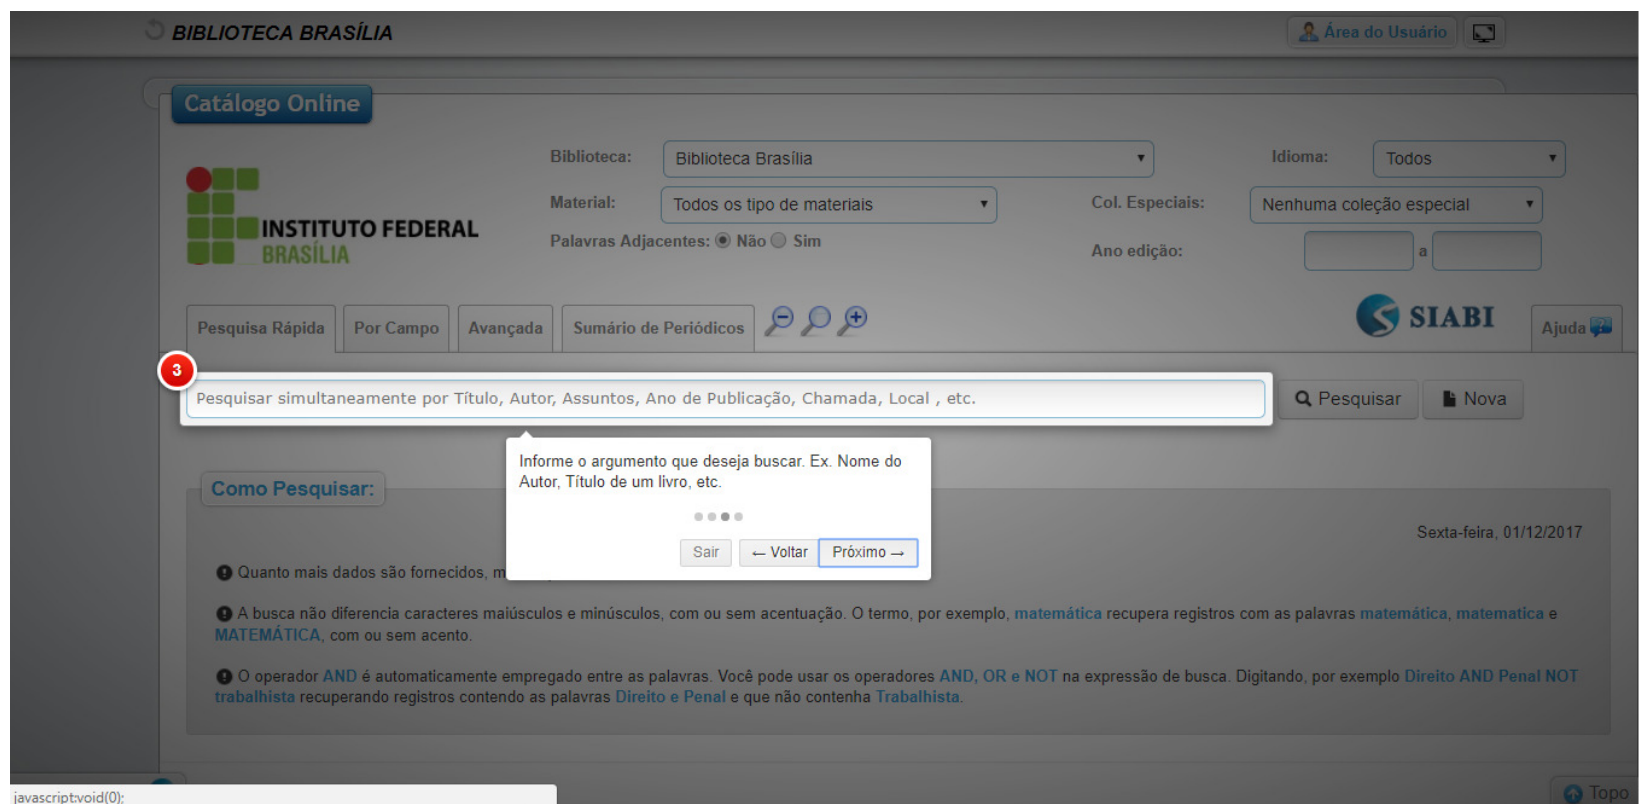 BIBLIOTECA BRASÍLIA
Área do Usuário
Catálogo Online
Biblioteca: Biblioteca Brasília
Idioma: Todos
Material: Todos os tipo de materiais
Col. Especiais: Nenhuma coleção especial
INSTITUTO FEDERAL
BRASÍLIA
Palavras Adjacentes: Não Sim
Ano edição: a
Pesquisa Rápida Por Campo Avançada Sumário de Periódicos
SIABI
Ajuda
3
Pesquisar simultaneamente por Título, Autor, Assuntos, Ano de Publicação, Chamada, Local , etc.
Pesquisar Nova
Informe o argumento que deseja buscar. Ex. Nome do
Autor, Título de um livro, etc.
Sair ← Voltar Próximo →
Como Pesquisar:
Sexta-feira, 01/12/2017
Quanto mais dados são fornecidos,
A busca não diferencia caracteres maiúsculos e minúsculos, com ou sem acentuação. O termo, por exemplo, matemática recupera registros com as palavras matemática, matematica e
MATEMÁTICA, com ou sem acento.
O operador AND é automaticamente empregado entre as palavras. Você pode usar os operadores AND, OR e NOT na expressão de busca. Digitando, por exemplo Direito AND Penal NOT
trabalhista recuperando registros contendo as palavras Direito e Penal e que não contenha Trabalhista.
javascript:void(0);
Topo